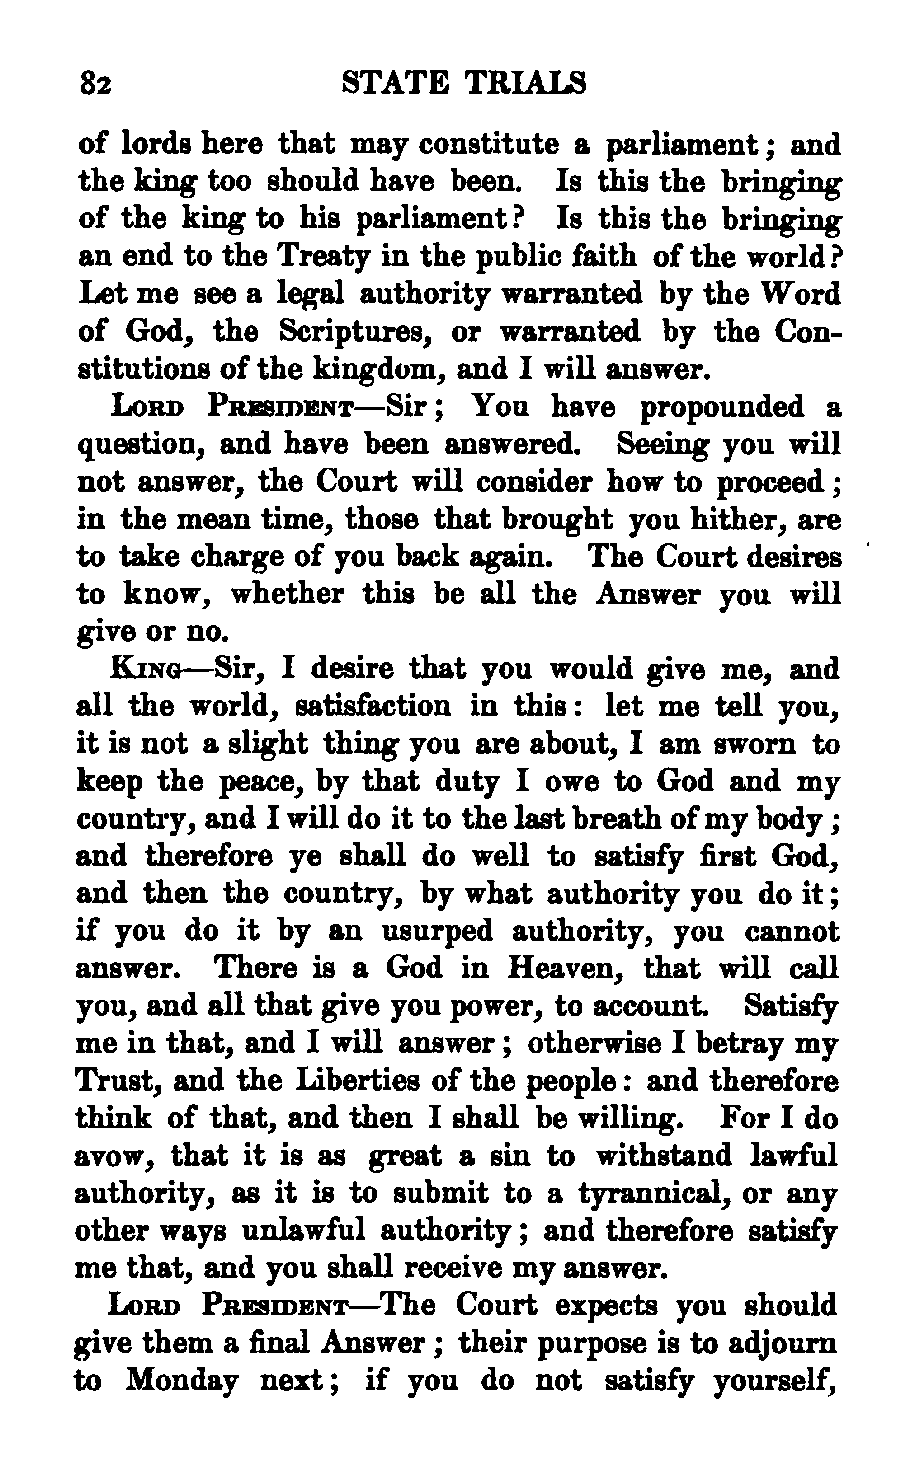 82 STATE TRIALS
of lords here that may constitute a parliament; and
the king too should have been. Is this the bringing
of the king to his parliament? Is this the bringing
an end to the Treaty in the public faith of the world?
Let me see a legal authority warranted by the Word
of God, the Scriptures, or warranted by the Con-
stitutions of the kingdom, and I will answer.
LORD PRESIDENT—Sir; You have propounded a
question, and have been answered. Seeing you will
not answer, the Court will consider how to proceed;
in the mean time, those that brought you hither, are
to take charge of you back again. The Court desires
to know, whether this be all the Answer you will
give or no.
KING—Sir, I desire that you would give me, and
all the world, satisfaction in this: let me tell you,
it is not a slight thing you are about, I am sworn to
keep the peace, by that duty I owe to God and my
country, and I will do it to the last breath of my body;
and therefore ye shall do well to satisfy first God,
and then the country, by what authority you do it;
if you do it by an usurped authority, you cannot
answer. There is a God in Heaven, that will call
you, and all that give you power, to account. Satisfy
me in that, and I will answer; otherwise I betray my
Trust, and the Liberties of the people: and therefore
think of that, and then I shall be willing. For I do
avow, that it is as great a sin to withstand lawful
authority, as it is to submit to a tyrannical, or any
other ways unlawful authority; and therefore satisfy
me that, and you shall receive my answer.
LORD PRESIDENT—The Court expects you should
give them a final Answer; their purpose is to adjourn
to Monday next; if you do not satisfy yourself,